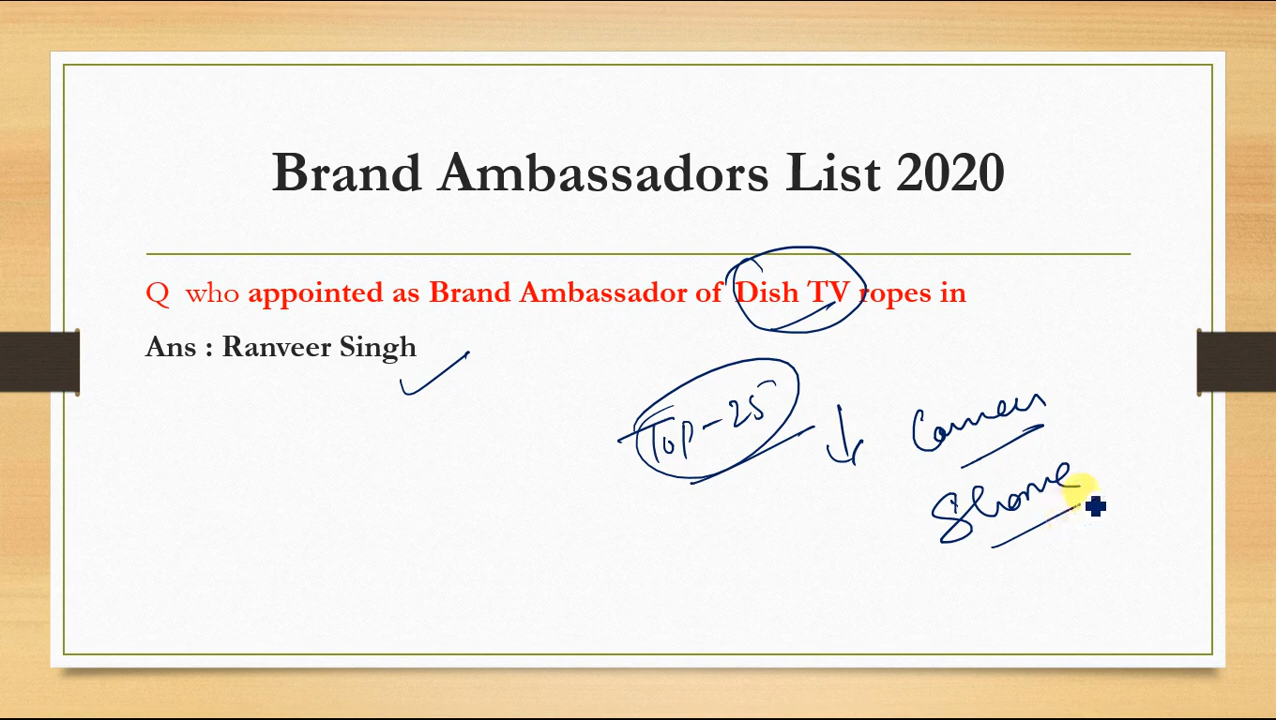 Brand Ambassadors List 2020
Q who appointed as Brand Ambassador of Dish TV ropes in
Ans : Ranveer Singh
Top-25